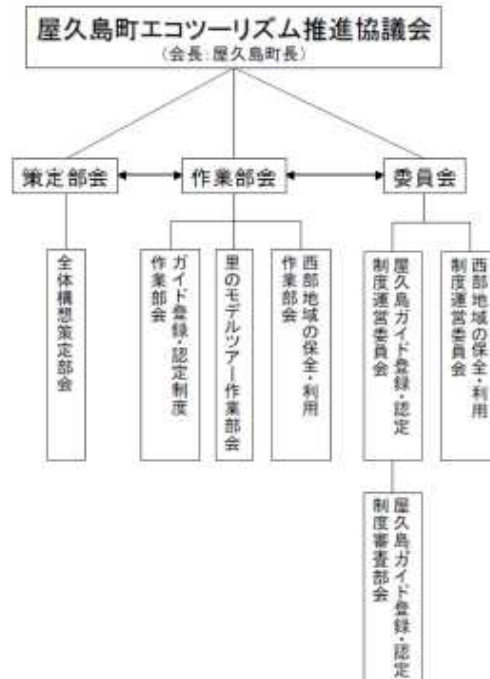 屋久島町エコツーリズム推進協議会
(会長:屋久島町長)
策定部会
作業部会
委員会
全体構想策定部会
ガイド登録・認定制度
作業部会
里のモデルツアー作業部会
西部地域の保全・利用
作業部会
屋久島ガイド登録・認定
制度運営委員会
西部地域の保全・利用
制度運営委員会
屋久島ガイド登録・認定
制度審査部会